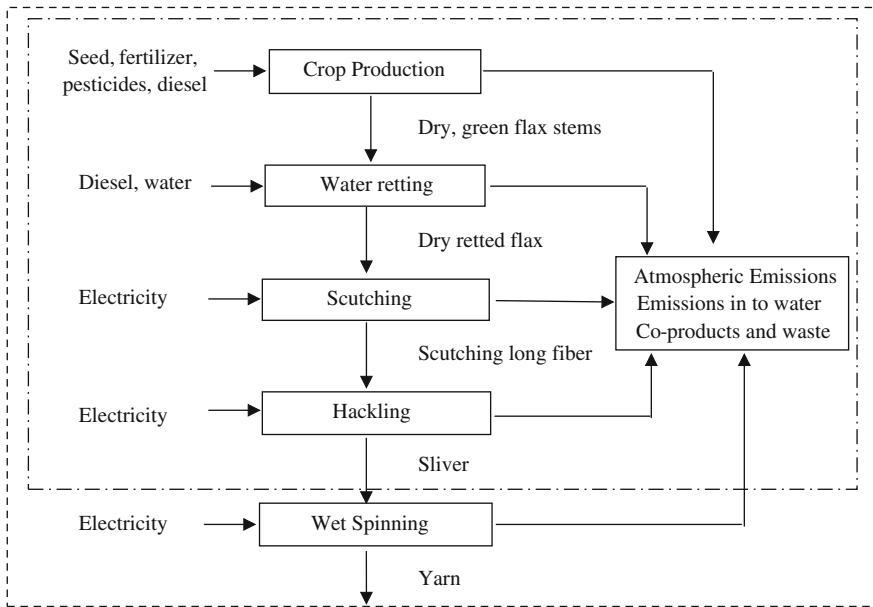 Seed, fertilizer,
pesticides, diesel
Crop Production
Dry, green flax stems
Diesel, water
Water retting
Dry retted flax
Electricity
Scutching
Atmospheric Emissions
Emissions in to water
Co-products and waste
Scutching long fiber
Electricity
Hackling
Sliver
Electricity
Wet Spinning
Yarn